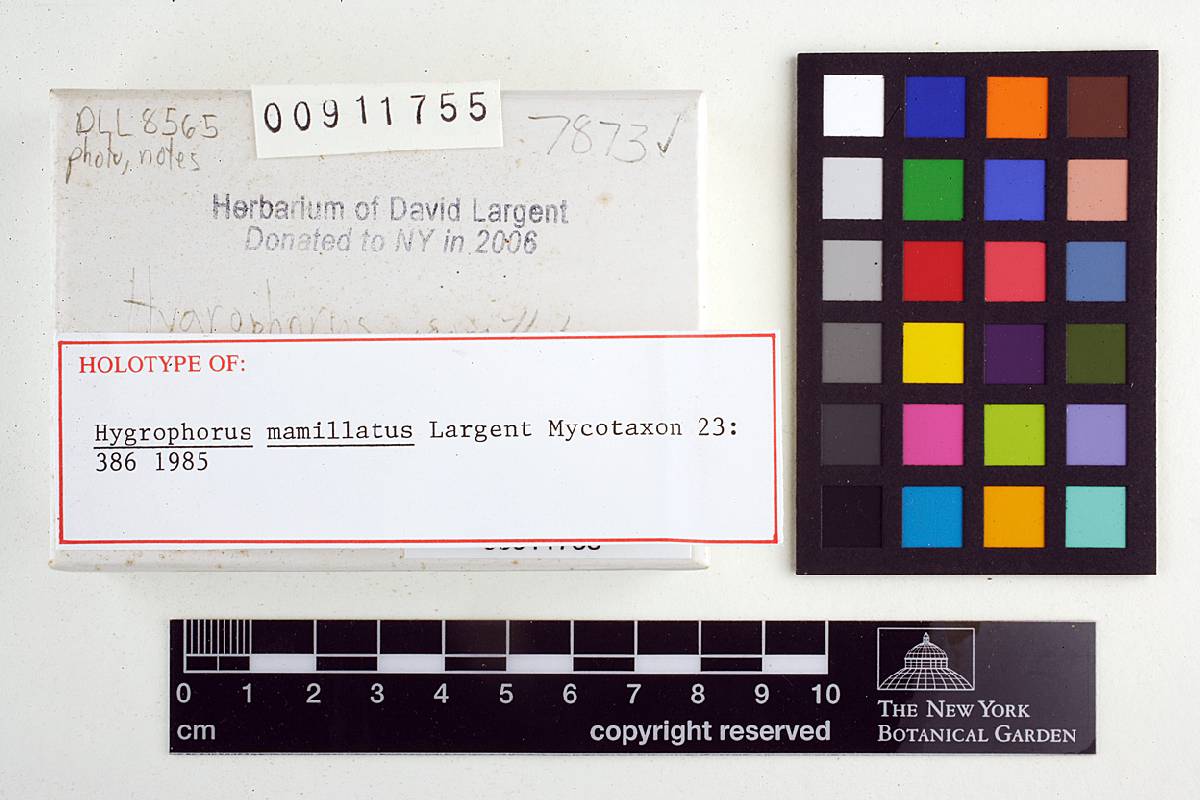 00911755
DLL 8565
photo, notes
7873✓
Herbarium of David Largent
Donated to NY in 2006
Hygrophorus
HOLOTYPE OF:
Hygrophorus mamillatus Largent Mycotaxon 23:
386 1985
0 1 2 3 4 5 6 7 8 9 10
cm
copyright reserved
THE NEW YORK
BOTANICAL GARDEN